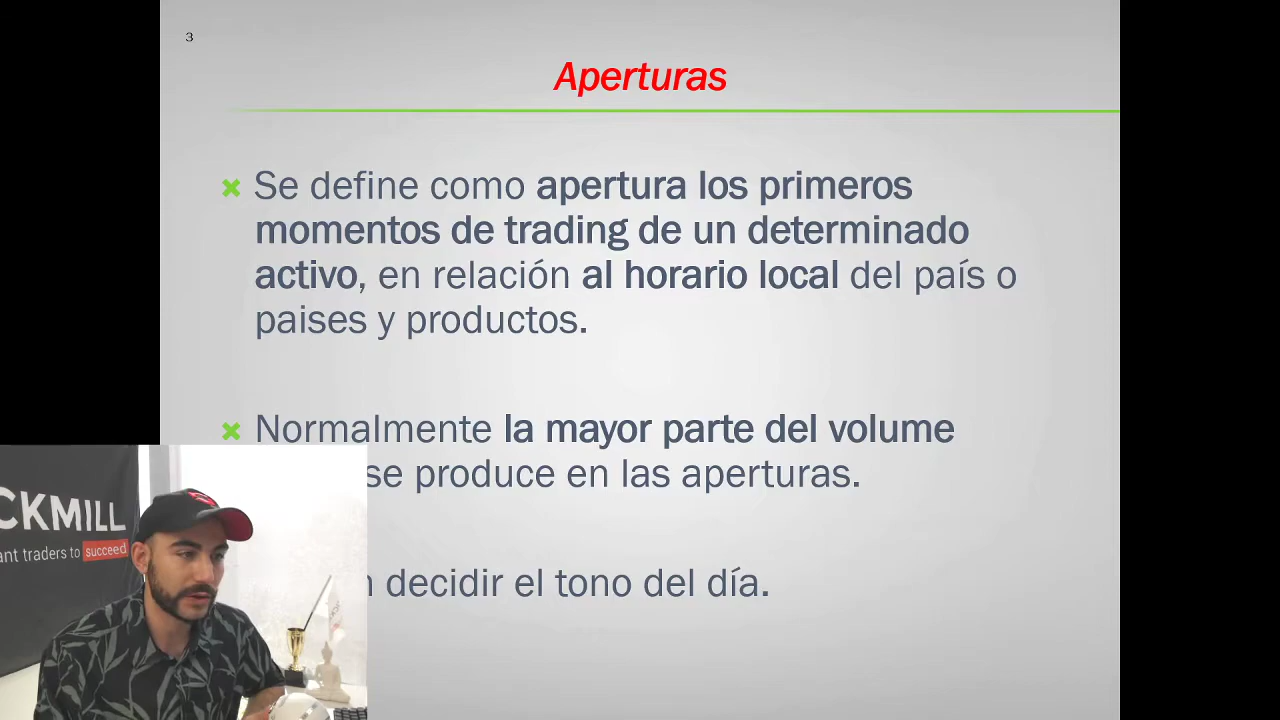 3
Aperturas
Se define como apertura los primeros
momentos de trading de un determinado
activo, en relación al horario local del país o
paises y productos.
Normalmente la mayor parte del volume
se produce en las aperturas.
decidir el tono del día.
CKMILL
ant traders to succeed